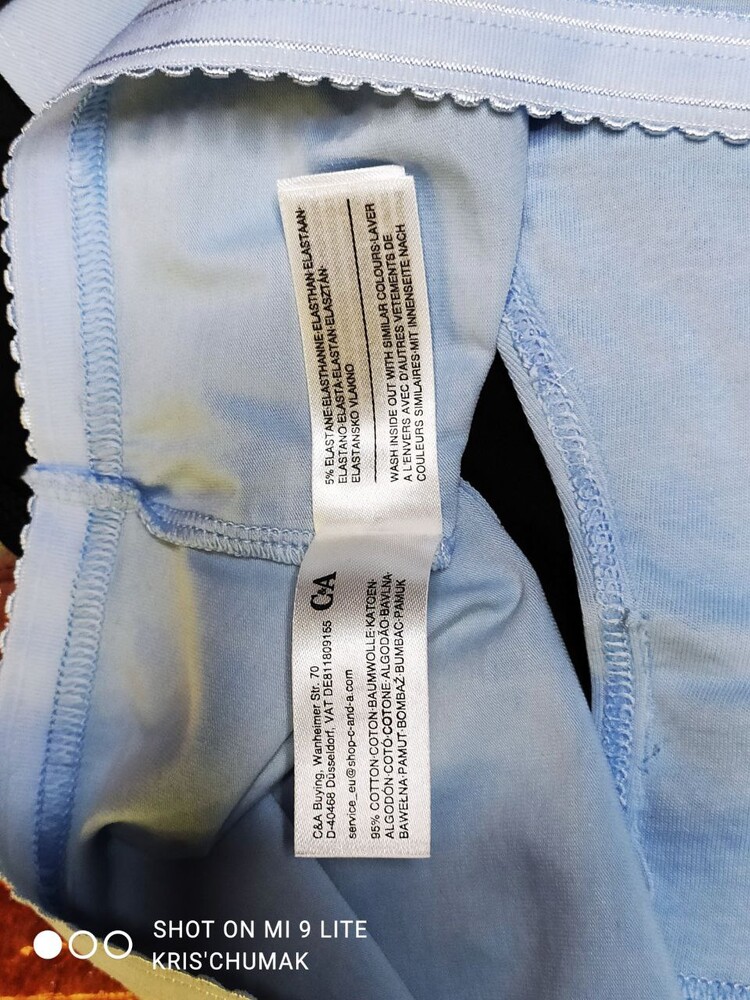 C&A
C&A Buying, Wanheimer Str. 70
D-40468 Düsseldorf, VAT DE811809155
service_eu@shop-c-and-a.com
95% COTTON·COTON·BAUMWOLLE·KATOEN·
ALGODÓN·COTÓ·COTONE·ALGODÃO·BAVLNA·
BAWEŁNA·PAMUT·BOMBAŽ·BUMBAC·PAMUK
5% ELASTANE·ELASTHANNE·ELASTHAN·ELASTAAN·
ELASTANO·ELASTÀ·ELASTAN·ELASZTÁN·
ELASTANSKO VLAKNO
WASH INSIDE OUT WITH SIMILAR COLOURS·LAVER
A L'ENVERS AVEC D'AUTRES VETEMENTS DE
COULEURS SIMILAIRES·MIT INNENSEITE NACH
SHOT ON MI 9 LITE
KRIS'CHUMAK